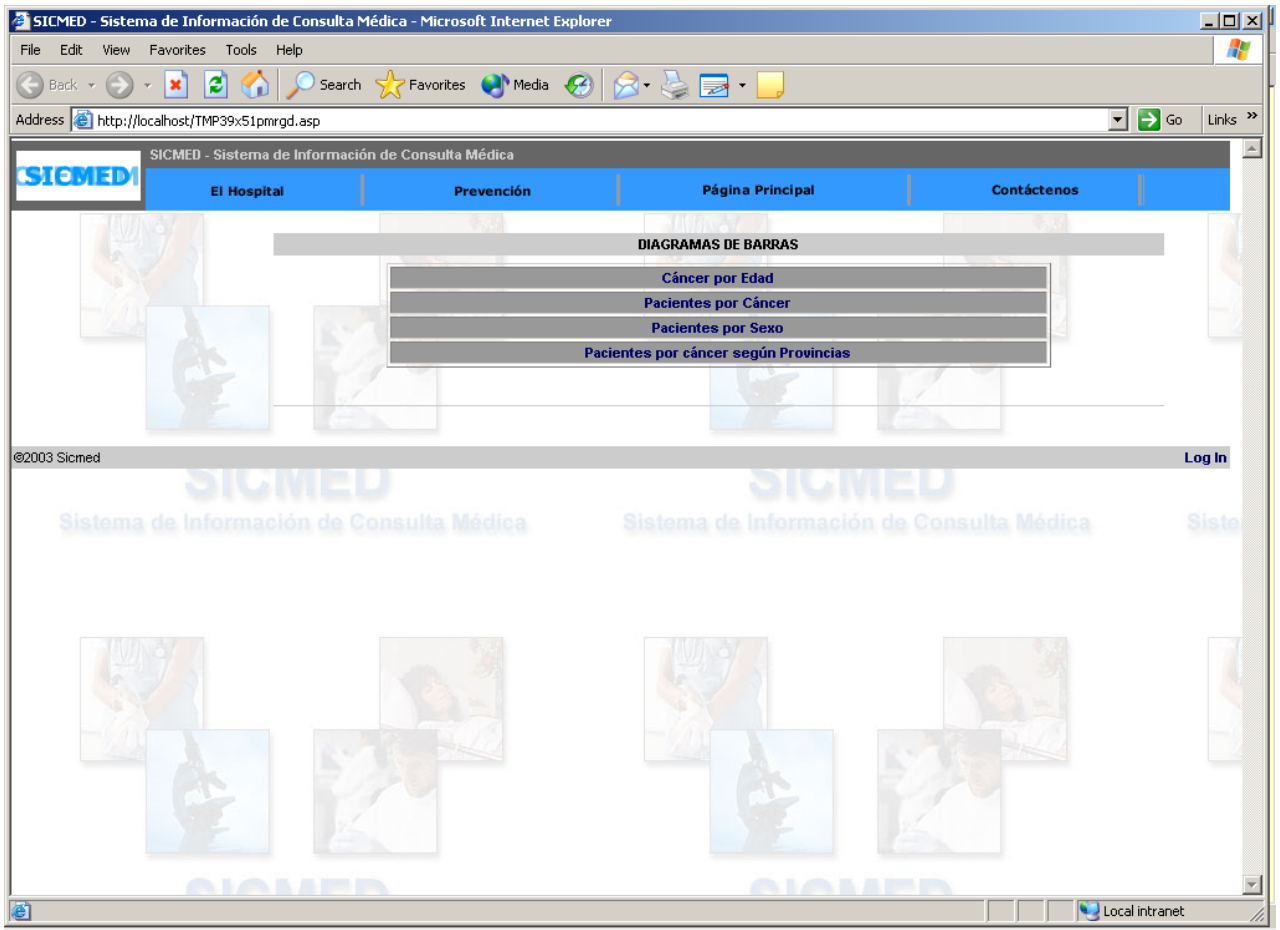 SICMED - Sistema de Información de Consulta Médica - Microsoft Internet Explorer
File Edit View Favorites Tools Help
Back Search Favorites Media
Address http://localhost/TMP39x51pmrgd.asp Go Links »
SICMED - Sistema de Información de Consulta Médica
SICMED
El Hospital Prevención Página Principal Contáctenos
DIAGRAMAS DE BARRAS
Cáncer por Edad
Pacientes por Cáncer
Pacientes por Sexo
Pacientes por cáncer según Provincias
©2003 Sicmed Log In
SICMED SICMED
Sistema de Información de Consulta Médica Sistema de Información de Consulta Médica Siste
SICMED SICMED
Local intranet